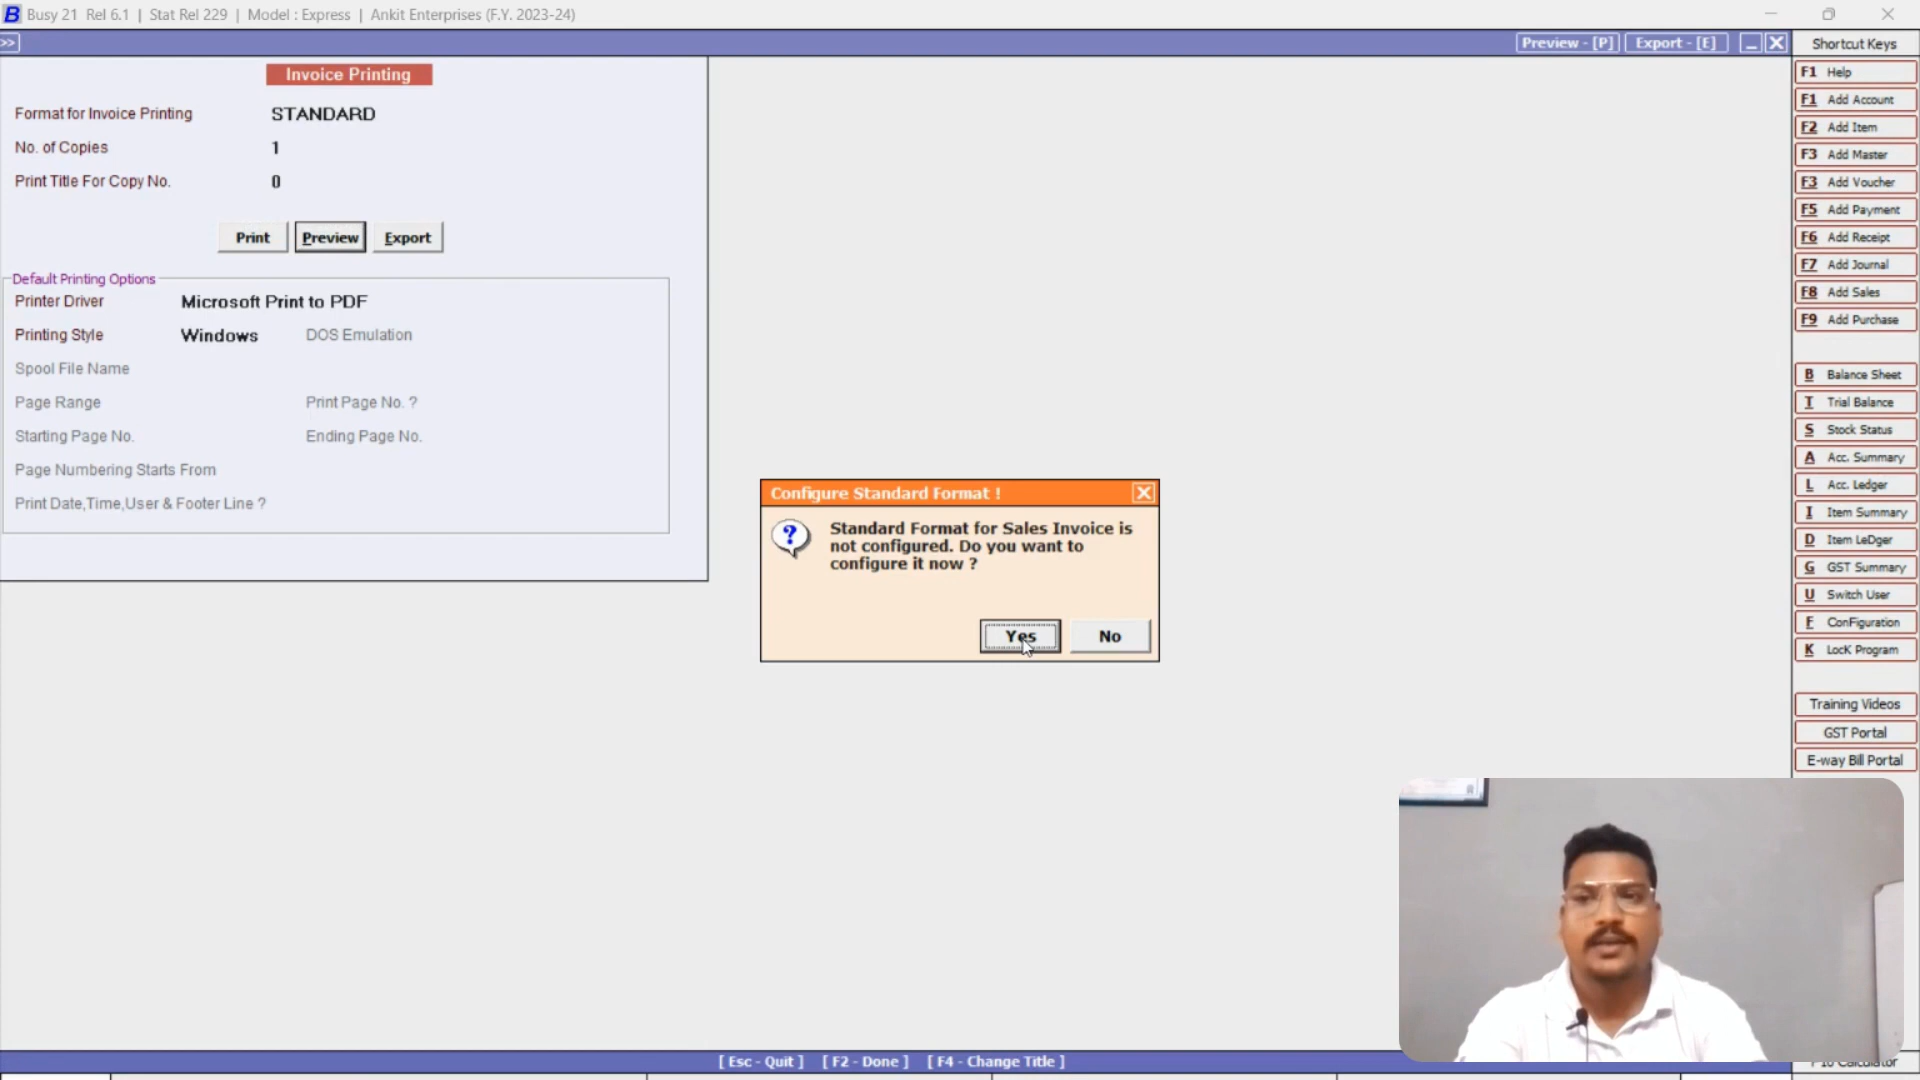 Busy 21 Rel 6.1 | Stat Rel 229 | Model : Express | Ankit Enterprises (F.Y. 2023-24)
>> Preview - [P] Export - [E]
Invoice Printing
Format for Invoice Printing STANDARD
No. of Copies 1
Print Title For Copy No. 0
Print Preview Export
Default Printing Options
Printer Driver Microsoft Print to PDF
Printing Style Windows DOS Emulation
Spool File Name
Page Range Print Page No. ?
Starting Page No. Ending Page No.
Page Numbering Starts From
Print Date,Time,User & Footer Line ?
Configure Standard Format !
Standard Format for Sales Invoice is
not configured. Do you want to
configure it now ?
Yes No
Shortcut Keys
F1 Help
F1 Add Account
F2 Add Item
F3 Add Master
F3 Add Voucher
F5 Add Payment
F6 Add Receipt
F7 Add Journal
F8 Add Sales
F9 Add Purchase
B Balance Sheet
T Trial Balance
S Stock Status
A Acc. Summary
L Acc. Ledger
I Item Summary
D Item LeDger
G GST Summary
U Switch User
F ConFiguration
K LocK Program
Training Videos
GST Portal
E-way Bill Portal
[ Esc - Quit ] [ F2 - Done ] [ F4 - Change Title ]